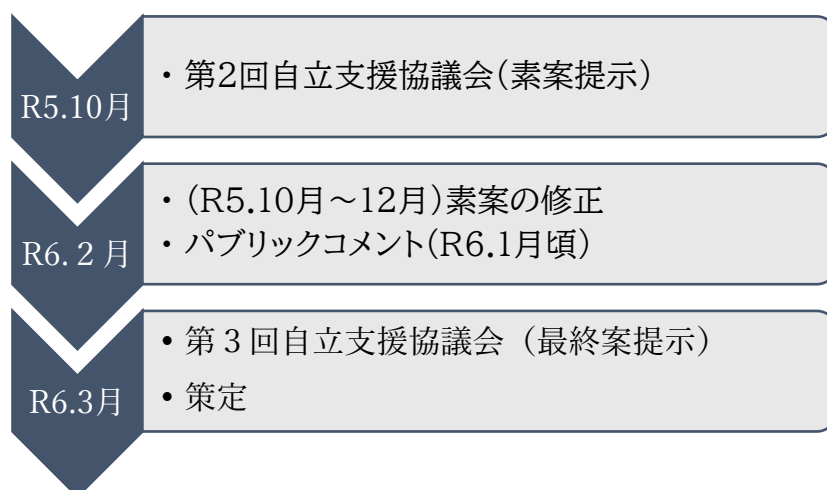 R5.10月
・第2回自立支援協議会(素案提示)
R6.２月
・(R5.10月～12月)素案の修正
・パブリックコメント(R6.1月頃)
R6.3月
•第３回自立支援協議会（最終案提示）
•策定